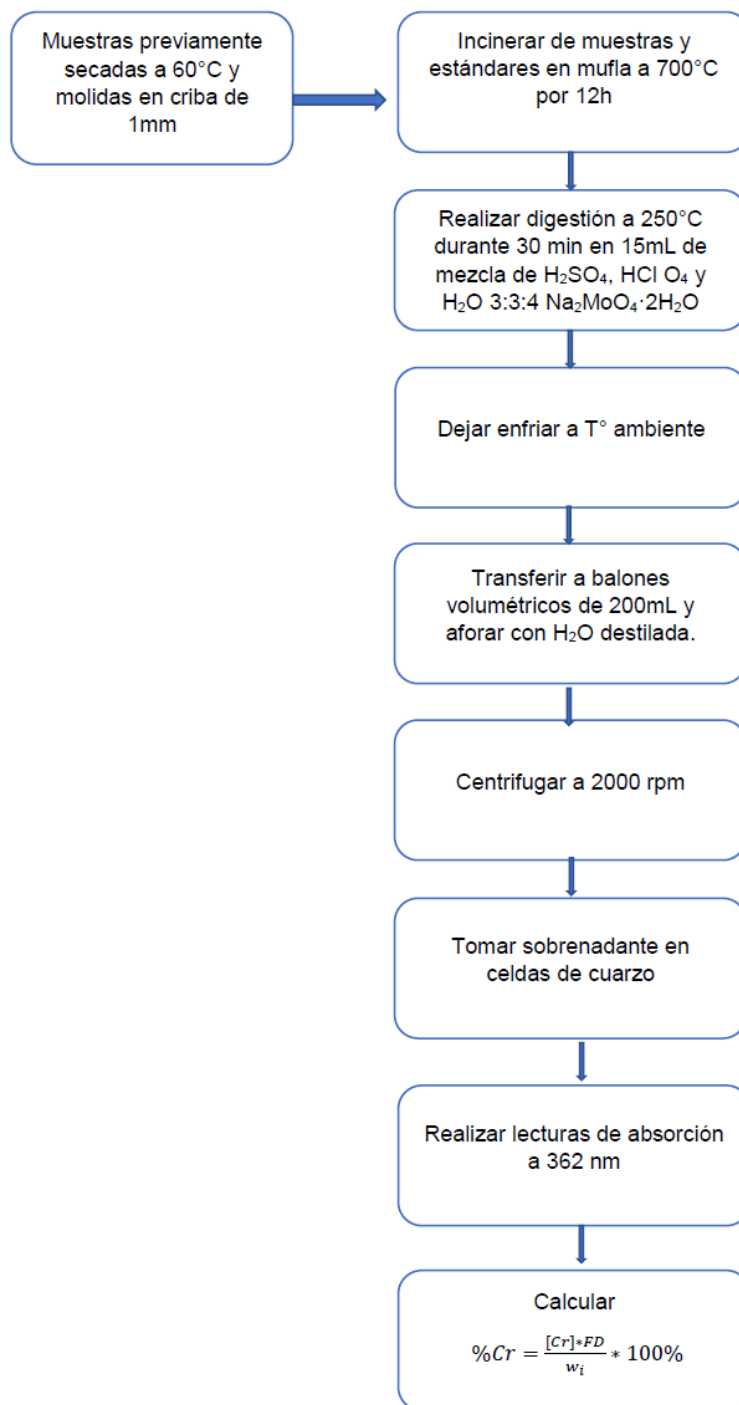 Muestras previamente
secadas a 60°C y
molidas en criba de
1mm
Incinerar de muestras y
estándares en mufla a 700°C
por 12h
Realizar digestión a 250°C
durante 30 min en 15mL de
mezcla de H₂SO₄, HCl O₄ y
H₂O 3:3:4 Na₂MoO₄·2H₂O
Dejar enfriar a T° ambiente
Transferir a balones
volumétricos de 200mL y
aforar con H₂O destilada.
Centrifugar a 2000 rpm
Tomar sobrenadante en
celdas de cuarzo
Realizar lecturas de absorción
a 362 nm
Calcular
%Cr = [Cr]*FD / wᵢ * 100%